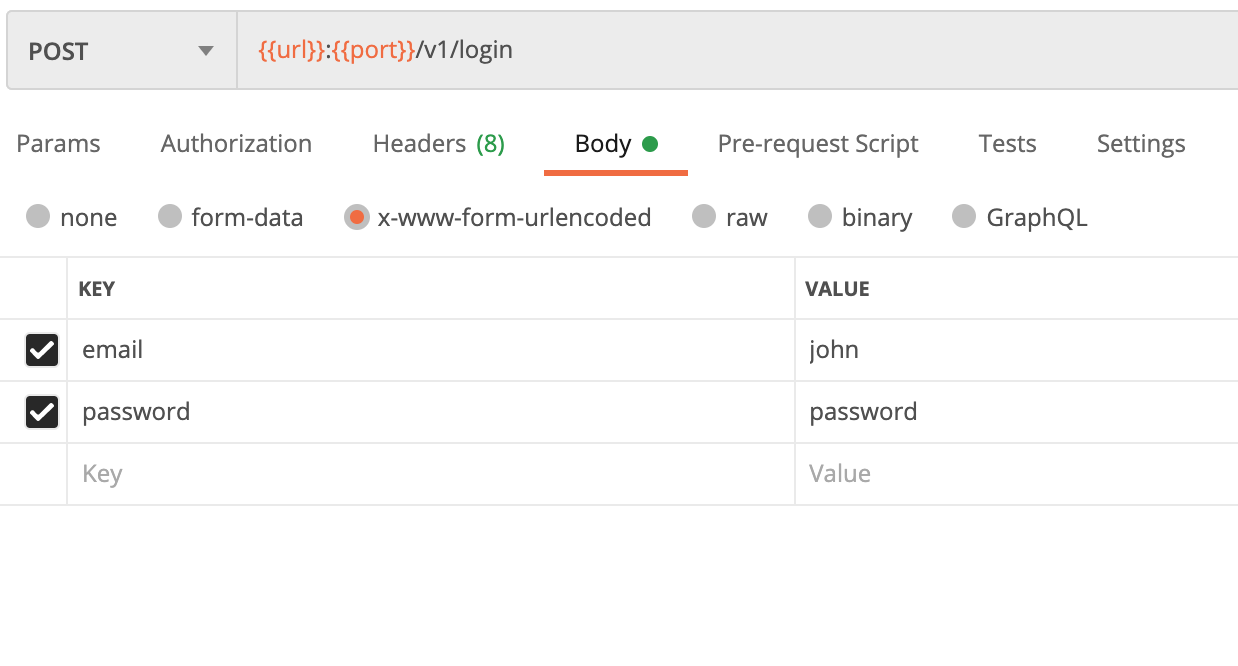 POST {{url}}:{{port}}/v1/login
Params Authorization Headers (8) Body Pre-request Script Tests Settings
none form-data x-www-form-urlencoded raw binary GraphQL
KEY VALUE
email john
password password
Key Value